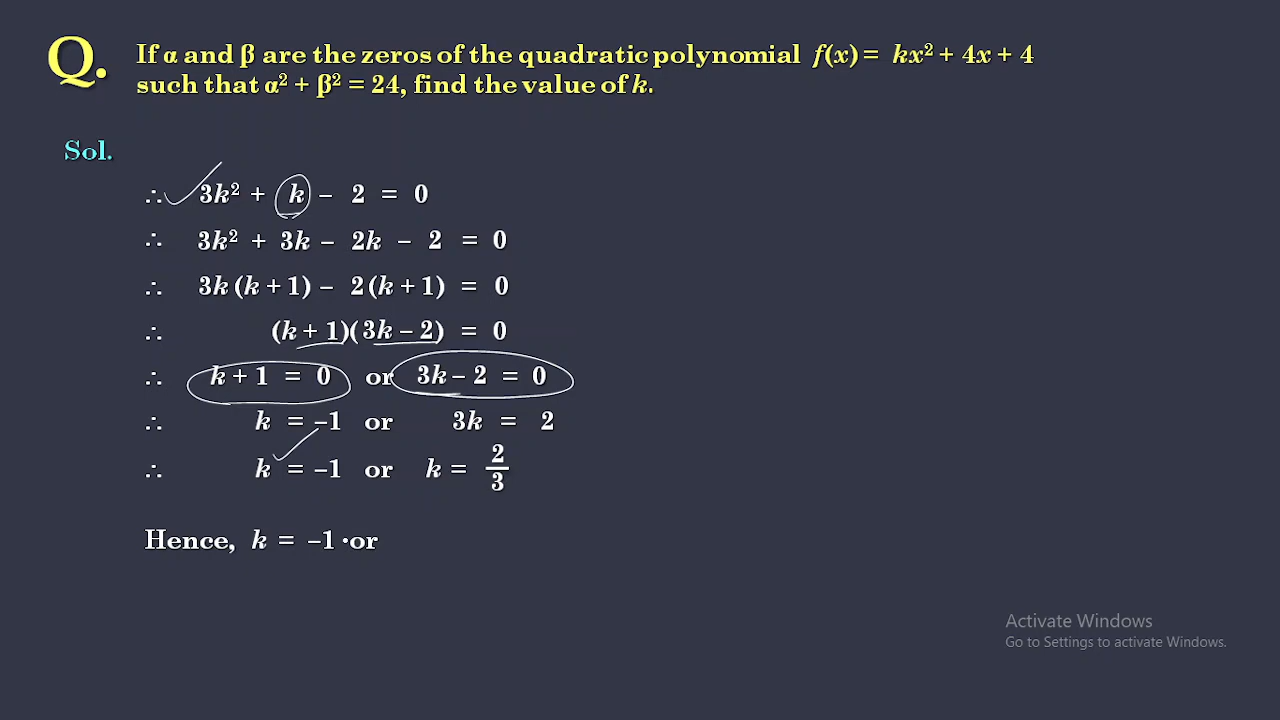 Q. If α and β are the zeros of the quadratic polynomial f(x) = kx² + 4x + 4
such that α² + β² = 24, find the value of k.
Sol.
∴ 3k² + k – 2 = 0
∴ 3k² + 3k – 2k – 2 = 0
∴ 3k (k + 1) – 2 (k + 1) = 0
∴ (k + 1)(3k – 2) = 0
∴ k + 1 = 0 or 3k – 2 = 0
∴ k = –1 or 3k = 2
∴ k = –1 or k = 2/3
Hence, k = –1 ·or
Activate Windows
Go to Settings to activate Windows.